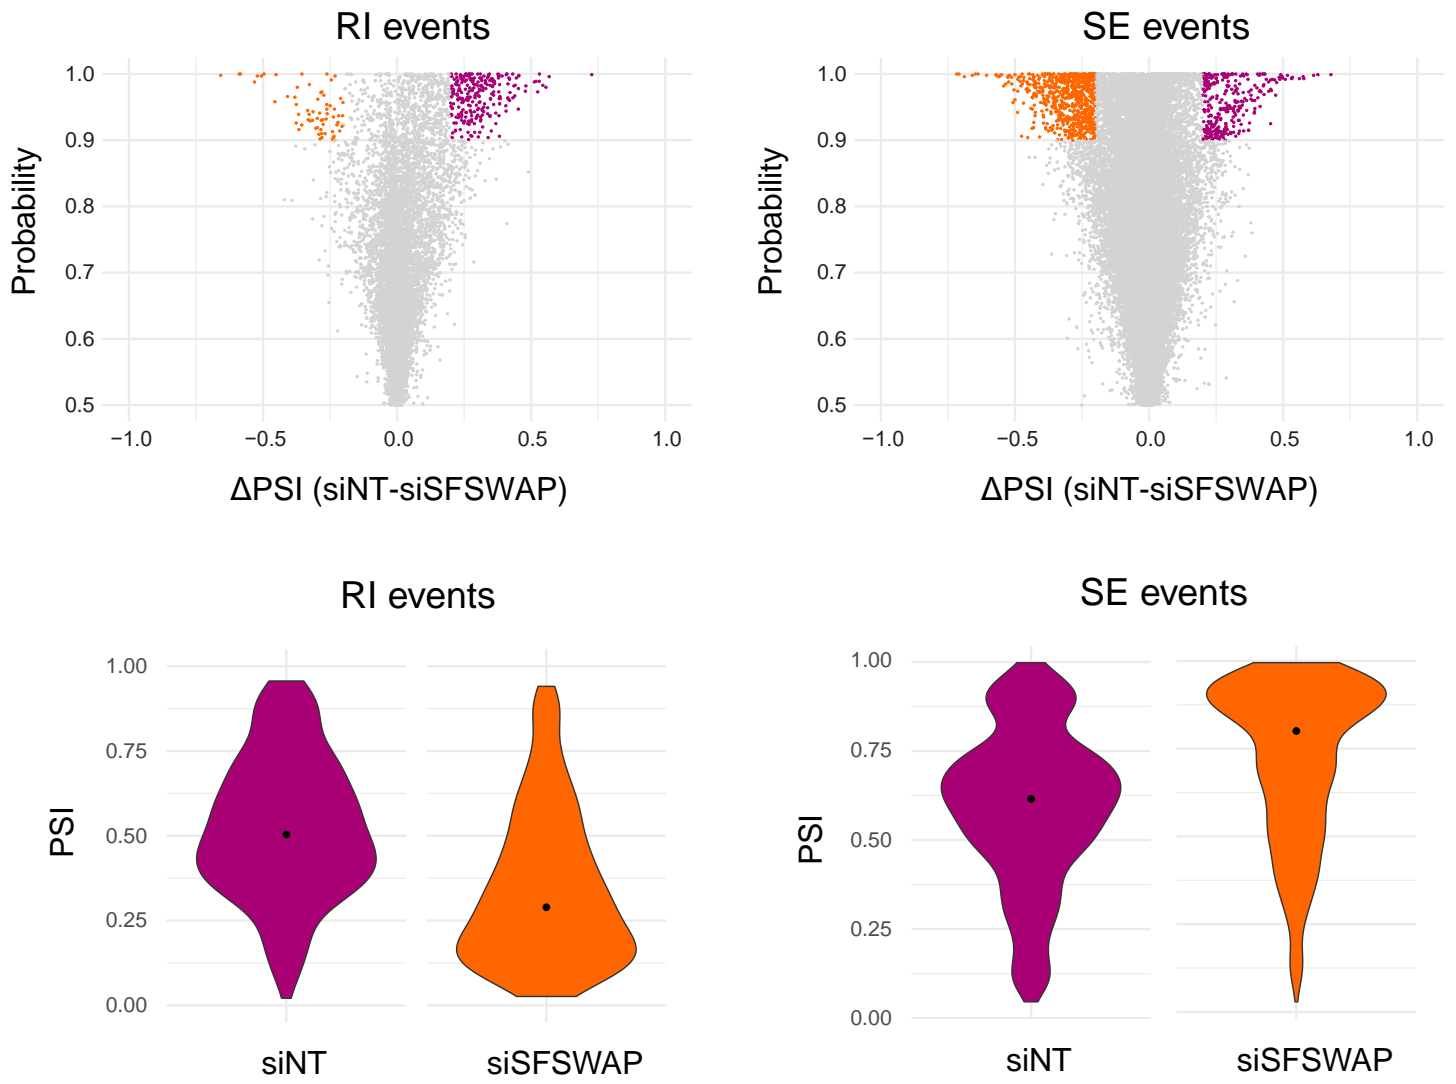 RI events
Probability
1.0
0.9
0.8
0.7
0.6
0.5
−1.0 −0.5 0.0 0.5 1.0
ΔPSI (siNT-siSFSWAP)
SE events
Probability
1.0
0.9
0.8
0.7
0.6
0.5
−1.0 −0.5 0.0 0.5 1.0
ΔPSI (siNT-siSFSWAP)
RI events
PSI
1.00
0.75
0.50
0.25
0.00
siNT siSFSWAP
SE events
PSI
1.00
0.75
0.50
0.25
0.00
siNT siSFSWAP